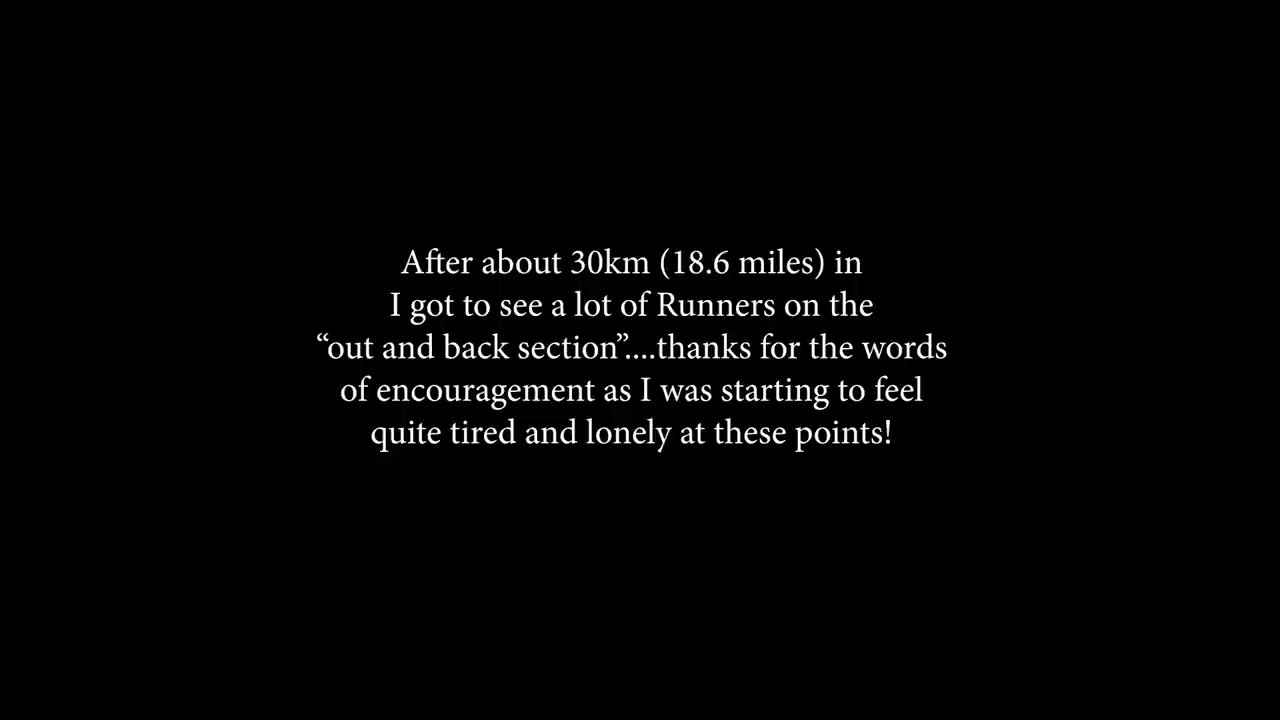 After about 30km (18.6 miles) in
I got to see a lot of Runners on the
“out and back section”....thanks for the words
of encouragement as I was starting to feel
quite tired and lonely at these points!